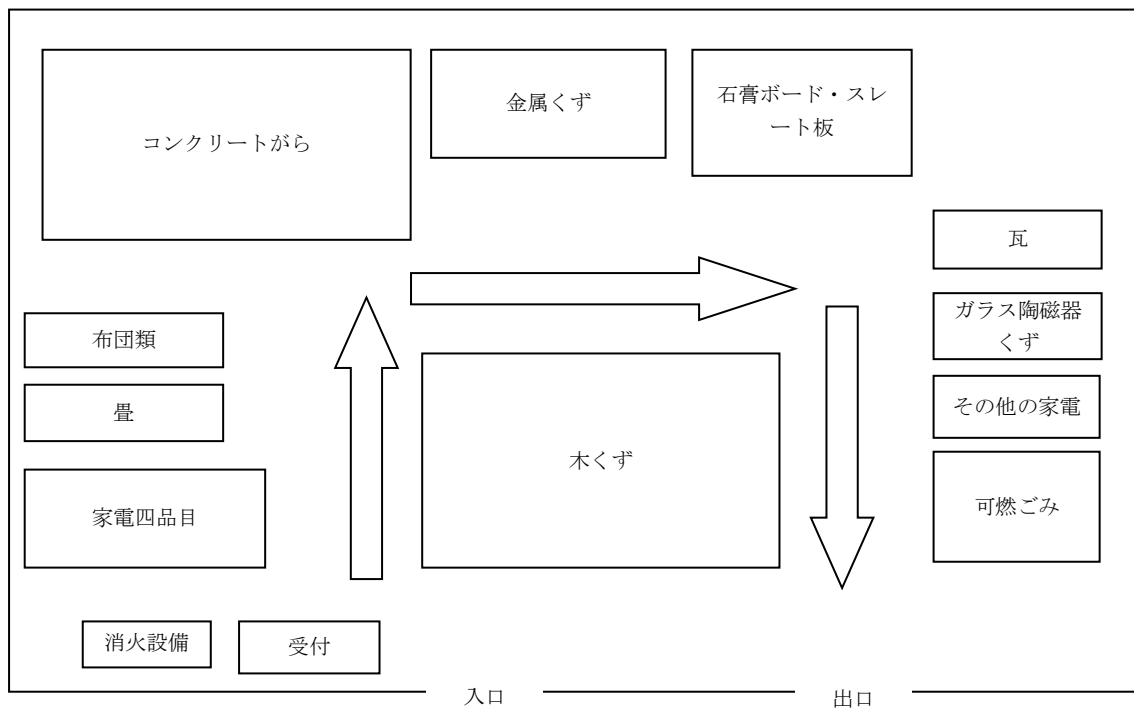 コンクリートがら
金属くず
石膏ボード・スレ
ート板
瓦
ガラス陶磁器
くず
その他の家電
可燃ごみ
布団類
畳
家電四品目
木くず
消火設備
受付
入口
出口